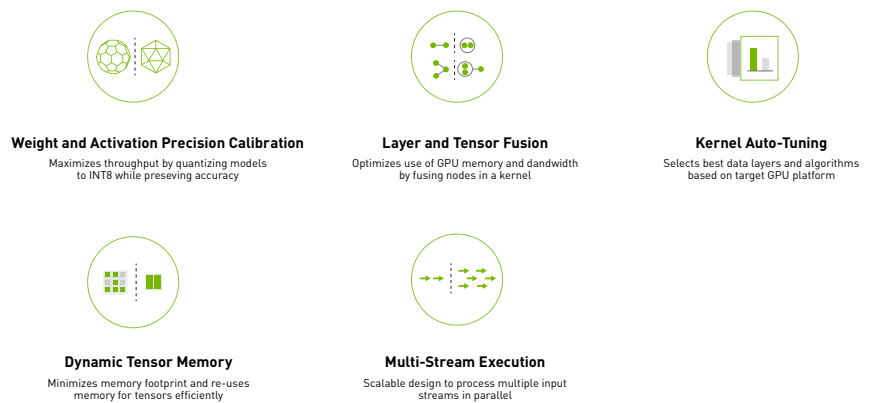 Weight and Activation Precision Calibration
Maximizes throughput by quantizing models
to INT8 while preseving accuracy
Layer and Tensor Fusion
Optimizes use of GPU memory and dandwidth
by fusing nodes in a kernel
Kernel Auto-Tuning
Selects best data layers and algorithms
based on target GPU platform
Dynamic Tensor Memory
Minimizes memory footprint and re-uses
memory for tensors efficiently
Multi-Stream Execution
Scalable design to process multiple input
streams in parallel